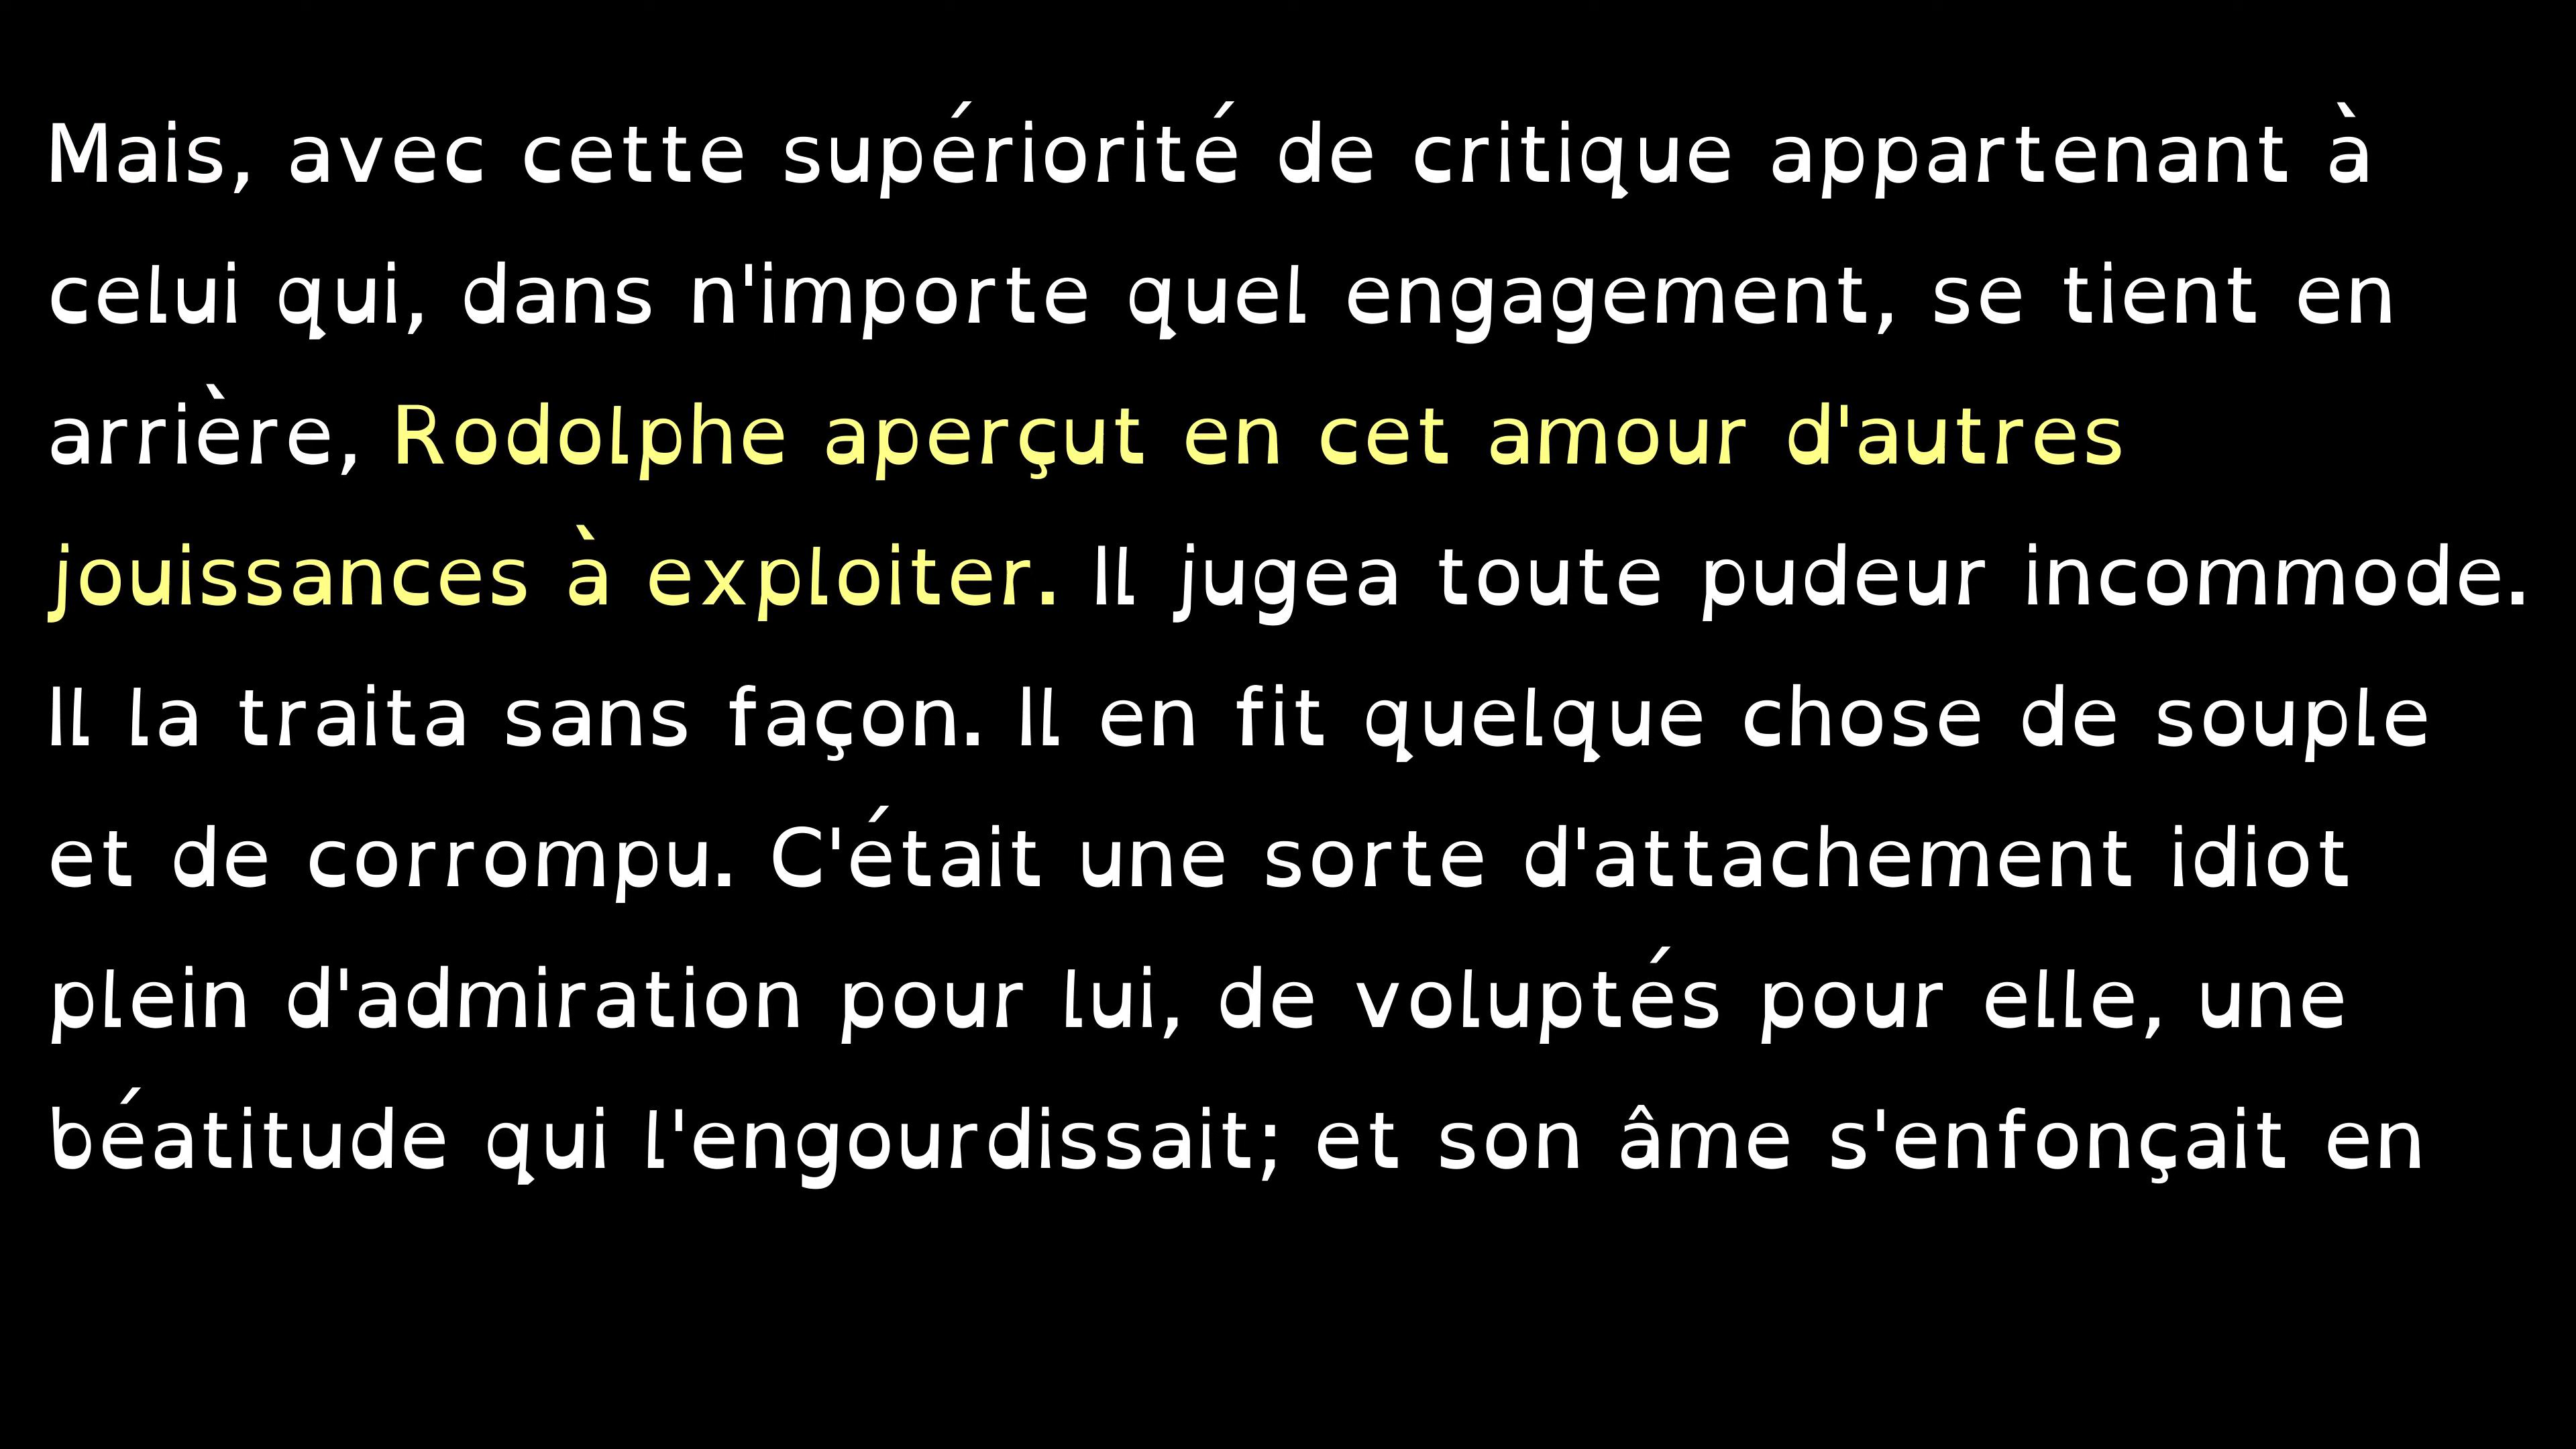 Mais, avec cette supériorité de critique appartenant à
celui qui, dans n'importe quel engagement, se tient en
arrière, Rodolphe aperçut en cet amour d'autres
jouissances à exploiter. Il jugea toute pudeur incommode.
Il la traita sans façon. Il en fit quelque chose de souple
et de corrompu. C'était une sorte d'attachement idiot
plein d'admiration pour lui, de voluptés pour elle, une
béatitude qui l'engourdissait; et son âme s'enfonçait en